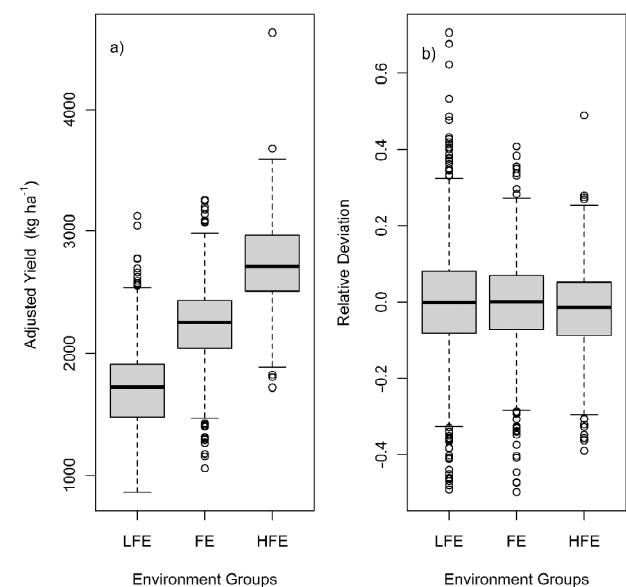 a)
Adjusted Yield (kg ha⁻¹)
4000
3000
2000
1000
LFE FE HFE
Environment Groups
b)
Relative Deviation
0.6
0.4
0.2
0.0
-0.2
-0.4
LFE FE HFE
Environment Groups